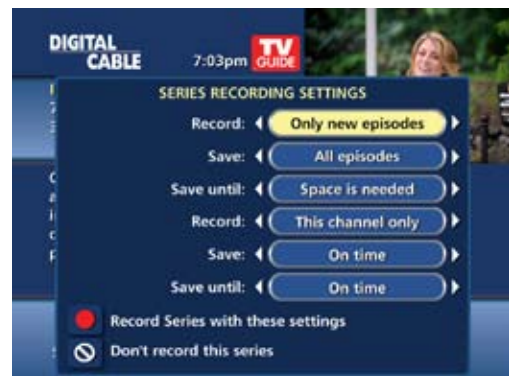 DIGITAL
CABLE
7:03pm
TV
GUIDE
SERIES RECORDING SETTINGS
Record: Only new episodes
Save: All episodes
Save until: Space is needed
Record: This channel only
Save: On time
Save until: On time
Record Series with these settings
Don't record this series